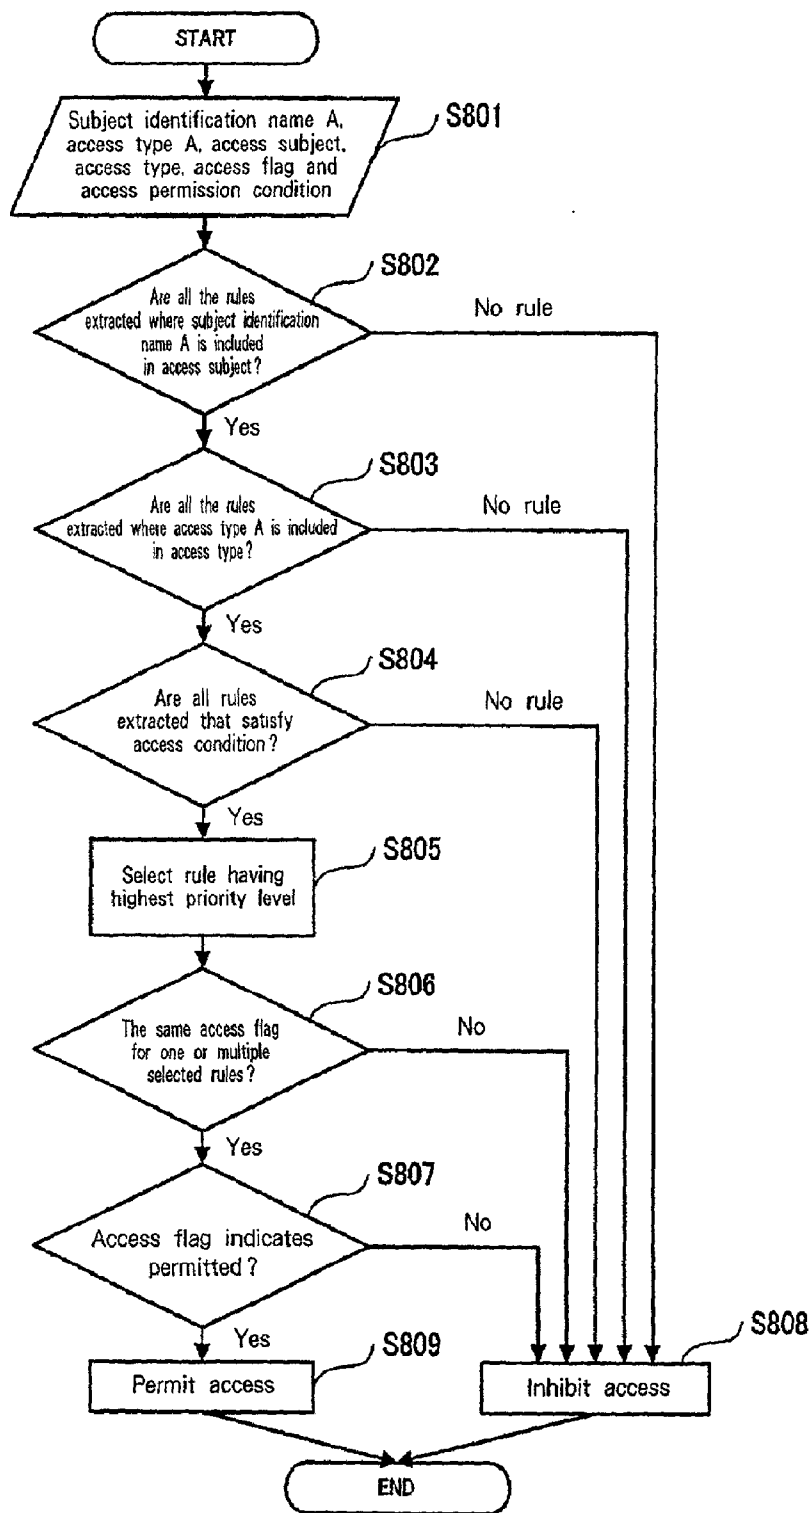 START
Subject identification name A,
access type A, access subject,
access type, access flag and
access permission condition
S801
S802
Are all the rules
extracted where subject identification
name A is included
in access subject?
No rule
Yes
S803
Are all the rules
extracted where access type A is included
in access type?
No rule
Yes
S804
Are all rules
extracted that satisfy
access condition?
No rule
Yes
S805
Select rule having
highest priority level
S806
The same access flag
for one or multiple
selected rules?
No
Yes
S807
Access flag indicates
permitted?
No
Yes
S809
Permit access
S808
Inhibit access
END